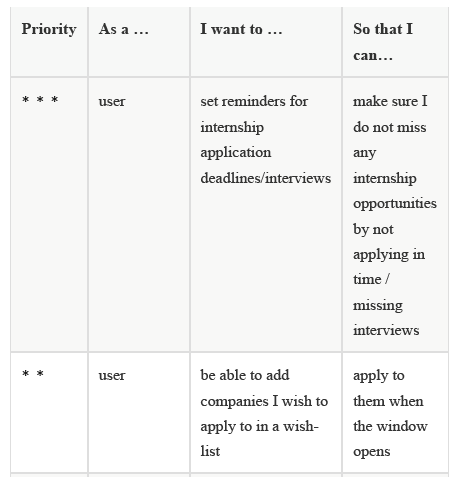 Priority As a … I want to … So that I
can…
* * * user set reminders for make sure I
internship do not miss
application any
deadlines/interviews internship
opportunities
by not
applying in
time /
missing
interviews
* * user be able to add apply to
companies I wish to them when
apply to in a wish- the window
list opens